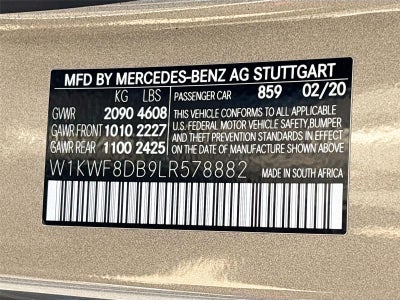 MFD BY MERCEDES-BENZ AG STUTTGART
KG LBS PASSENGER CAR 859 02/20
GVWR 2090 4608 THIS VEHICLE CONFORMS TO ALL APPLICABLE
GAWR FRONT 1010 2227 U.S. FEDERAL MOTOR VEHICLE SAFETY,BUMPER
GAWR REAR 1100 2425 AND THEFT PREVENTION STANDARDS IN EFFECT
ON THE DATE OF MANUFACTURE SHOWN ABOVE
W1KWF8DB9LR578882 MADE IN SOUTH AFRICA